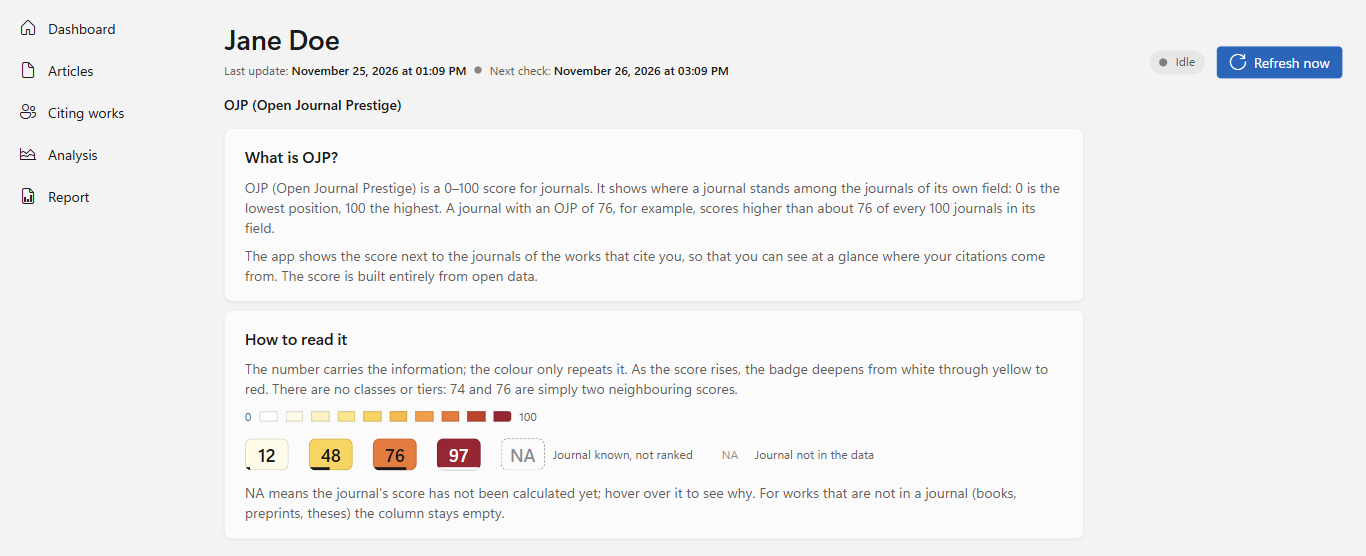 Dashboard
Articles
Citing works
Analysis
Report
Jane Doe
Last update: November 25, 2026 at 01:09 PM ● Next check: November 26, 2026 at 03:09 PM
Idle
Refresh now
OJP (Open Journal Prestige)
What is OJP?
OJP (Open Journal Prestige) is a 0–100 score for journals. It shows where a journal stands among the journals of its own field: 0 is the
lowest position, 100 the highest. A journal with an OJP of 76, for example, scores higher than about 76 of every 100 journals in its
field.
The app shows the score next to the journals of the works that cite you, so that you can see at a glance where your citations come
from. The score is built entirely from open data.
How to read it
The number carries the information; the colour only repeats it. As the score rises, the badge deepens from white through yellow to
red. There are no classes or tiers: 74 and 76 are simply two neighbouring scores.
0 100
12 48 76 97 NA Journal known, not ranked NA Journal not in the data
NA means the journal's score has not been calculated yet; hover over it to see why. For works that are not in a journal (books,
preprints, theses) the column stays empty.